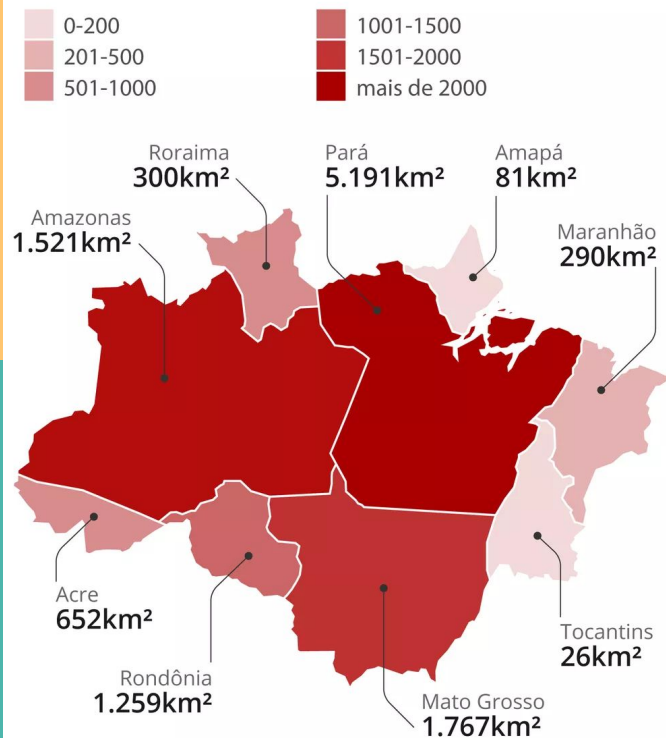 0-200
201-500
501-1000
1001-1500
1501-2000
mais de 2000
Roraima
300km²
Pará
5.191km²
Amapá
81km²
Amazonas
1.521km²
Maranhão
290km²
Acre
652km²
Rondônia
1.259km²
Mato Grosso
1.767km²
Tocantins
26km²